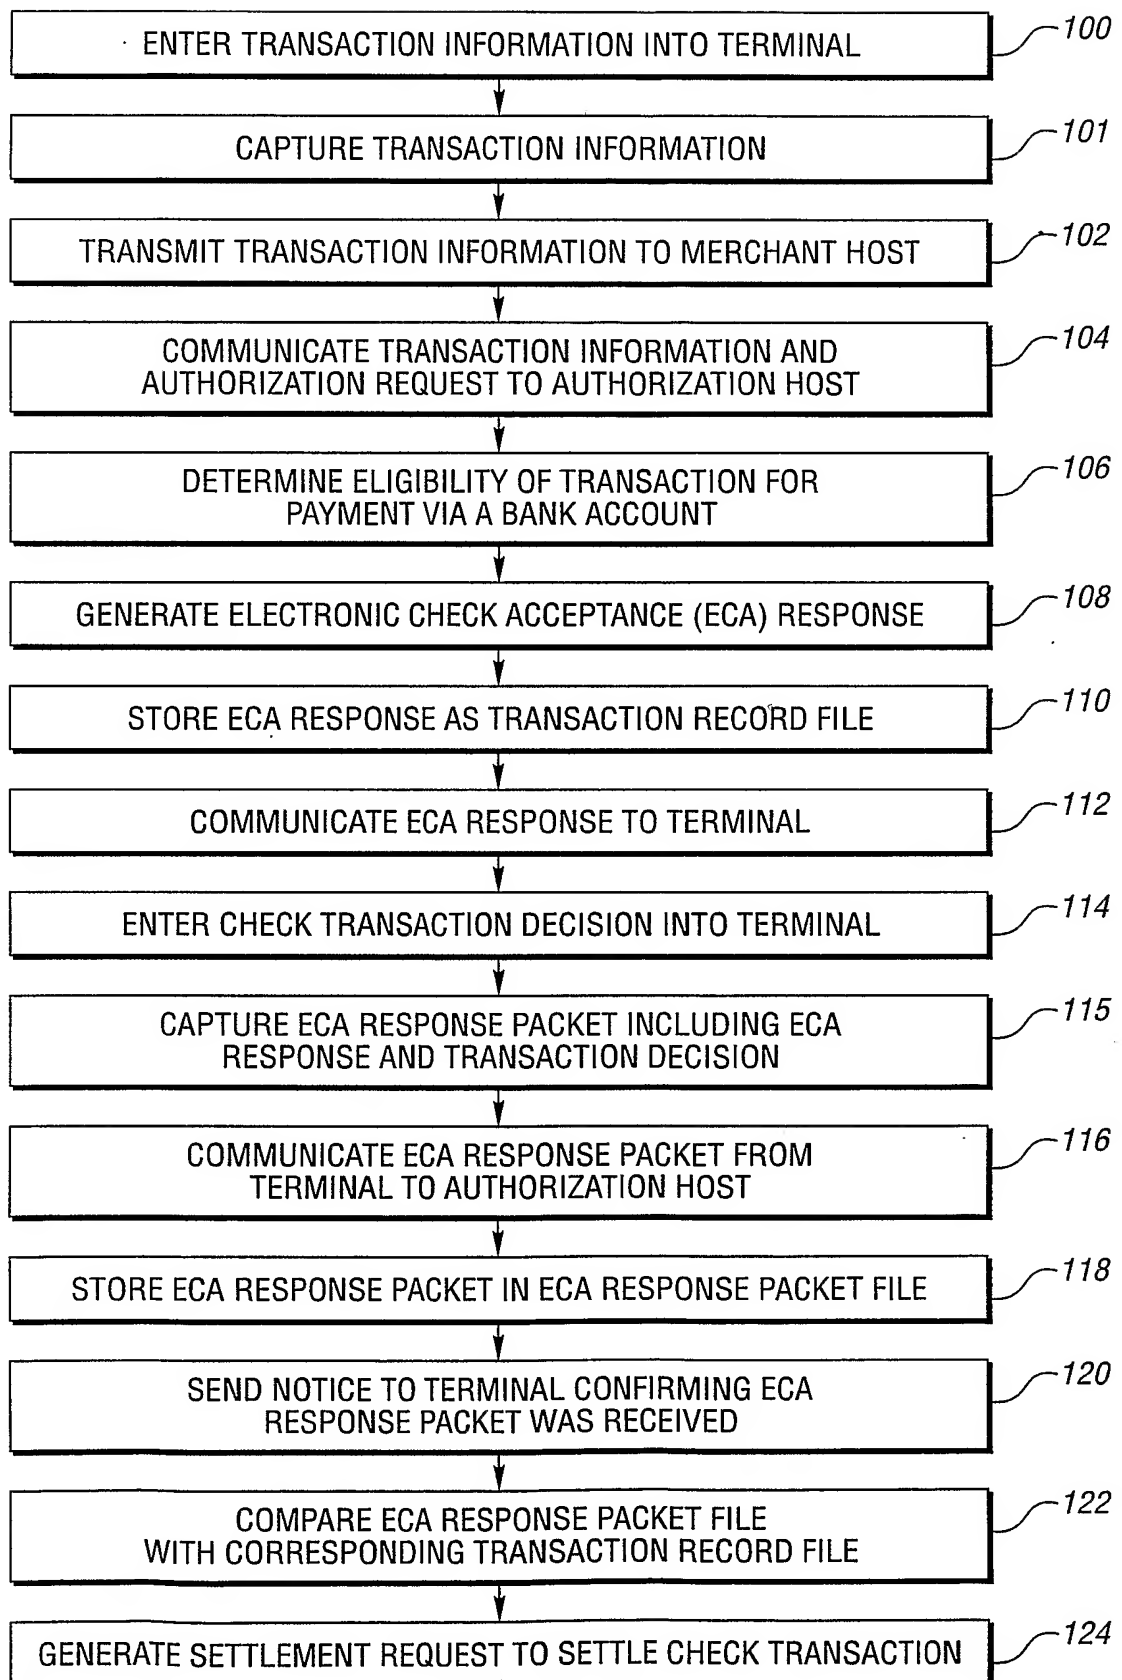 ENTER TRANSACTION INFORMATION INTO TERMINAL
100
CAPTURE TRANSACTION INFORMATION
101
TRANSMIT TRANSACTION INFORMATION TO MERCHANT HOST
102
COMMUNICATE TRANSACTION INFORMATION AND
AUTHORIZATION REQUEST TO AUTHORIZATION HOST
104
DETERMINE ELIGIBILITY OF TRANSACTION FOR
PAYMENT VIA A BANK ACCOUNT
106
GENERATE ELECTRONIC CHECK ACCEPTANCE (ECA) RESPONSE
108
STORE ECA RESPONSE AS TRANSACTION RECORD FILE
110
COMMUNICATE ECA RESPONSE TO TERMINAL
112
ENTER CHECK TRANSACTION DECISION INTO TERMINAL
114
CAPTURE ECA RESPONSE PACKET INCLUDING ECA
RESPONSE AND TRANSACTION DECISION
115
COMMUNICATE ECA RESPONSE PACKET FROM
TERMINAL TO AUTHORIZATION HOST
116
STORE ECA RESPONSE PACKET IN ECA RESPONSE PACKET FILE
118
SEND NOTICE TO TERMINAL CONFIRMING ECA
RESPONSE PACKET WAS RECEIVED
120
COMPARE ECA RESPONSE PACKET FILE
WITH CORRESPONDING TRANSACTION RECORD FILE
122
GENERATE SETTLEMENT REQUEST TO SETTLE CHECK TRANSACTION
124